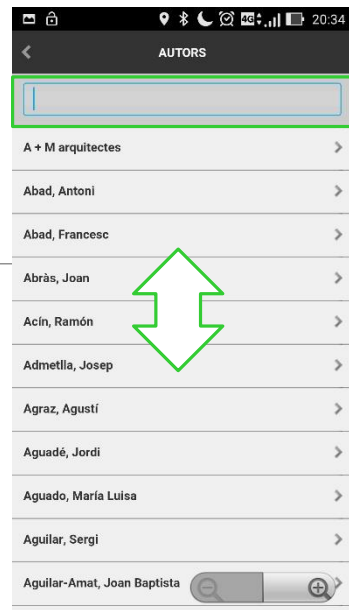 4G 20:34
AUTORS
A + M arquitectes
Abad, Antoni
Abad, Francesc
Abràs, Joan
Acín, Ramón
Admetlla, Josep
Agraz, Agustí
Aguadé, Jordi
Aguado, María Luisa
Aguilar, Sergi
Aguilar-Amat, Joan Baptista